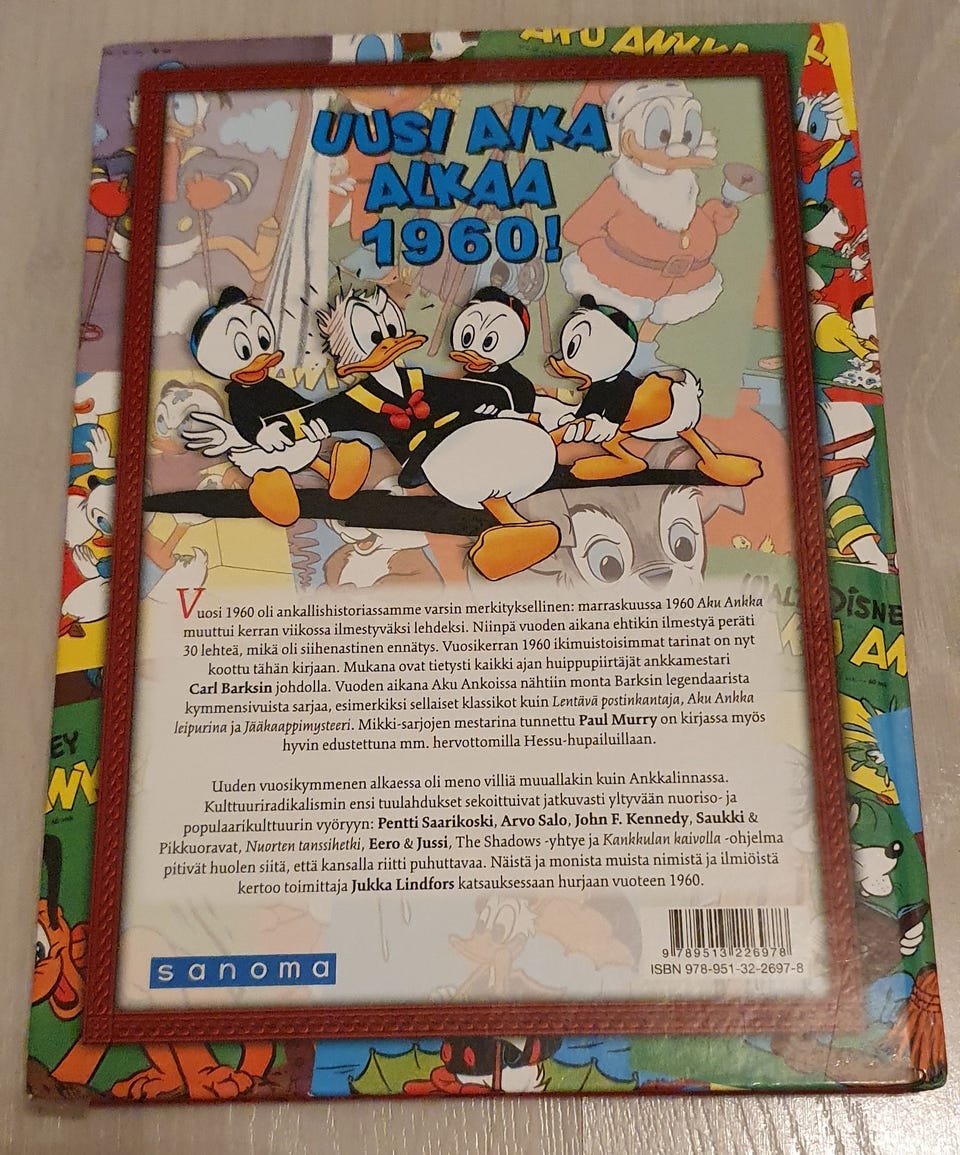 AKU ANKKA
UUSI AIKA
ALKAA
1960!
Vuosi 1960 oli ankallishistoriassamme varsin merkityksellinen: marraskuussa 1960 Aku Ankka
muuttui kerran viikossa ilmestyväksi lehdeksi. Niinpä vuoden aikana ehtikin ilmestyä peräti
30 lehteä, mikä oli siihenastinen ennätys. Vuosikerran 1960 ikimuistoisimmat tarinat on nyt
koottu tähän kirjaan. Mukana ovat tietysti kaikki ajan huippupiirtäjät ankkamestari
Carl Barksin johdolla. Vuoden aikana Aku Ankoissa nähtiin monta Barksin legendaarista
kymmensivuista sarjaa, esimerkiksi sellaiset klassikot kuin Lentävä postinkantaja, Aku Ankka
leipurina ja Jääkaappimysteeri. Mikki-sarjojen mestarina tunnettu Paul Murry on kirjassa myös
hyvin edustettuna mm. hervottomilla Hessu-hupailuillaan.
WALT DISNEY
AN
EY
ANK
Uuden vuosikymmenen alkaessa oli meno villiä muuallakin kuin Ankkalinnassa.
Kulttuuriradikalismin ensi tuulahdukset sekoittuivat jatkuvasti yltyvään nuoriso- ja
populaarikulttuurin vyöryyn: Pentti Saarikoski, Arvo Salo, John F. Kennedy, Saukki &
Pikkuoravat, Nuorten tanssihetki, Eero & Jussi, The Shadows -yhtye ja Kankkulan kaivolla -ohjelma
pitivät huolen siitä, että kansalla riitti puhuttavaa. Näistä ja monista muista nimistä ja ilmiöistä
kertoo toimittaja Jukka Lindfors katsauksessaan hurjaan vuoteen 1960.
sanoma
9 789513 226978
ISBN 978-951-32-2697-8